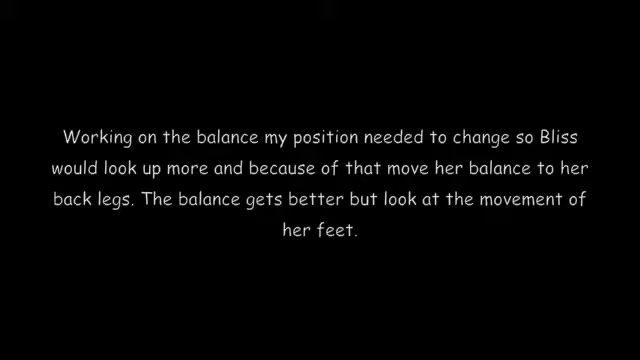 Working on the balance my position needed to change so Bliss
would look up more and because of that move her balance to her
back legs. The balance gets better but look at the movement of
her feet.